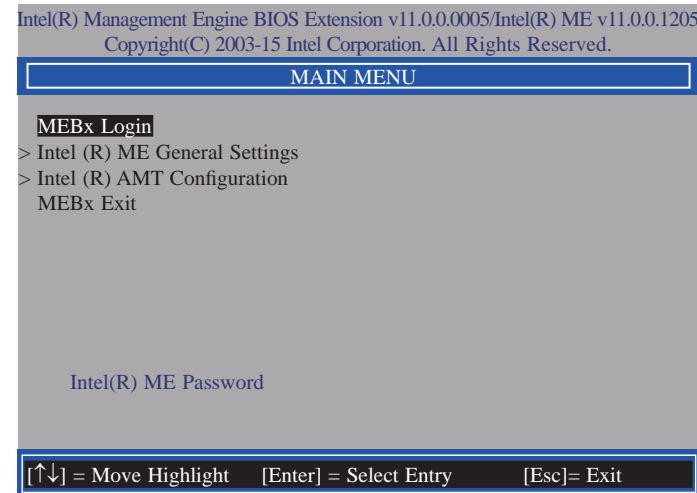 Intel(R) Management Engine BIOS Extension v11.0.0.0005/Intel(R) ME v11.0.0.1205
Copyright(C) 2003-15 Intel Corporation. All Rights Reserved.
MAIN MENU
MEBx Login
> Intel (R) ME General Settings
> Intel (R) AMT Configuration
MEBx Exit
Intel(R) ME Password
[↑↓] = Move Highlight [Enter] = Select Entry [Esc]= Exit